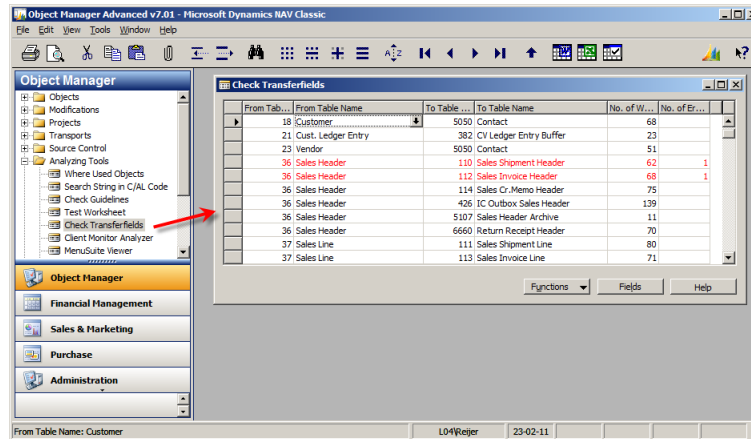 Object Manager Advanced v7.01 - Microsoft Dynamics NAV Classic
File Edit View Tools Window Help
Object Manager
Objects
Modifications
Projects
Transports
Source Control
Analyzing Tools
Where Used Objects
Search String in C/AL Code
Check Guidelines
Test Worksheet
Check Transferfields
Client Monitor Analyzer
MenuSuite Viewer
Object Manager
Financial Management
Sales & Marketing
Purchase
Administration
Check Transferfields
From Tab... From Table Name To Table ... To Table Name No. of W... No. of Er...
18 Customer 5050 Contact 68
21 Cust. Ledger Entry 382 CV Ledger Entry Buffer 23
23 Vendor 5050 Contact 51
36 Sales Header 110 Sales Shipment Header 62 1
36 Sales Header 112 Sales Invoice Header 68 1
36 Sales Header 114 Sales Cr.Memo Header 75
36 Sales Header 426 IC Outbox Sales Header 139
36 Sales Header 5107 Sales Header Archive 11
36 Sales Header 6660 Return Receipt Header 70
37 Sales Line 111 Sales Shipment Line 80
37 Sales Line 113 Sales Invoice Line 71
Functions Fields Help
From Table Name: Customer L04\Reijer 23-02-11